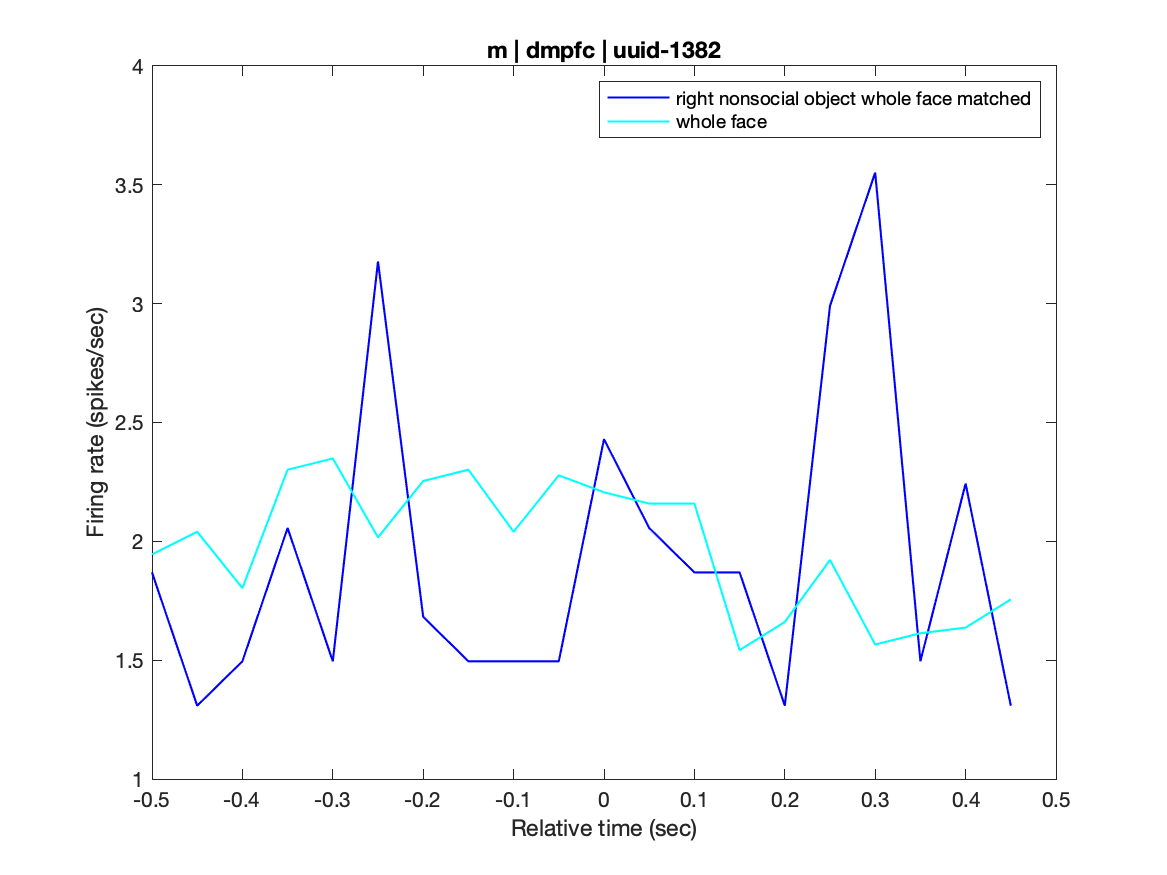 m | dmpfc | uuid-1382
right nonsocial object whole face matched
whole face
Firing rate (spikes/sec)
4
3.5
3
2.5
2
1.5
1
-0.5 -0.4 -0.3 -0.2 -0.1 0 0.1 0.2 0.3 0.4 0.5
Relative time (sec)